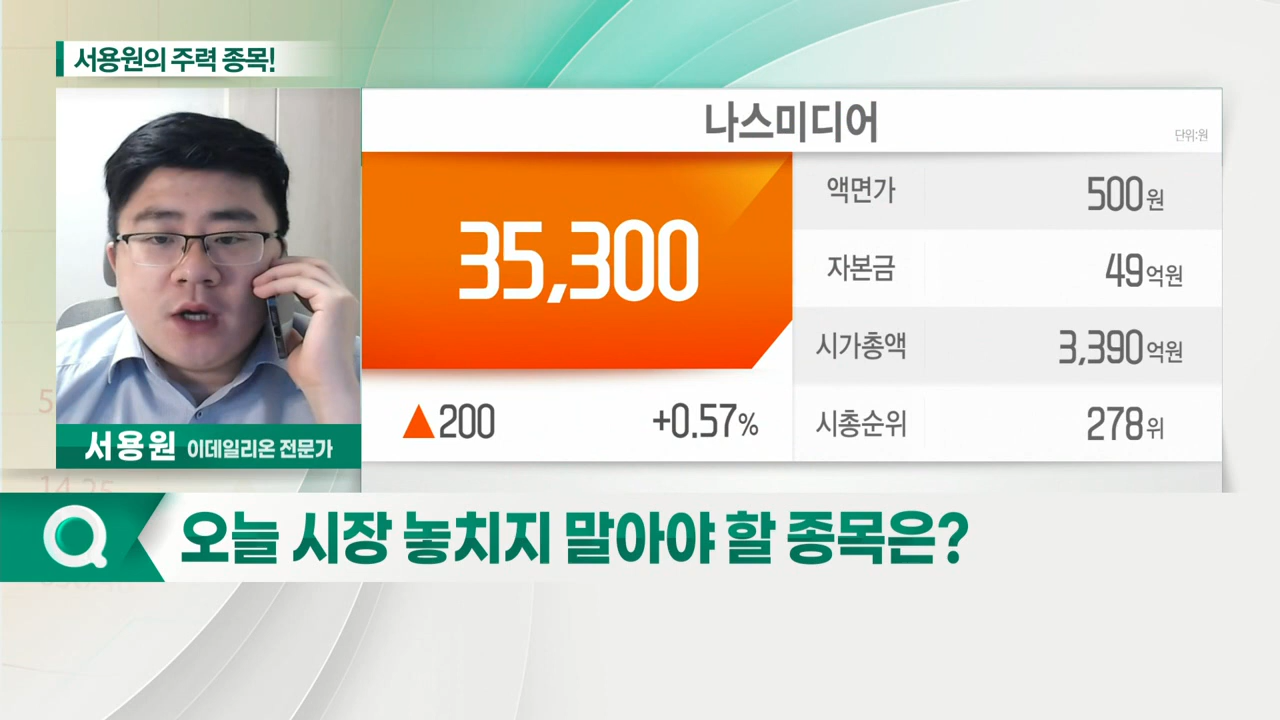 서용원의 주력 종목!
나스미디어
단위:원
35,300
▲200 +0.57%
액면가 500원
자본금 49억원
시가총액 3,390억원
시총순위 278위
서용원 이데일리온 전문가
Q 오늘 시장 놓치지 말아야 할 종목은?